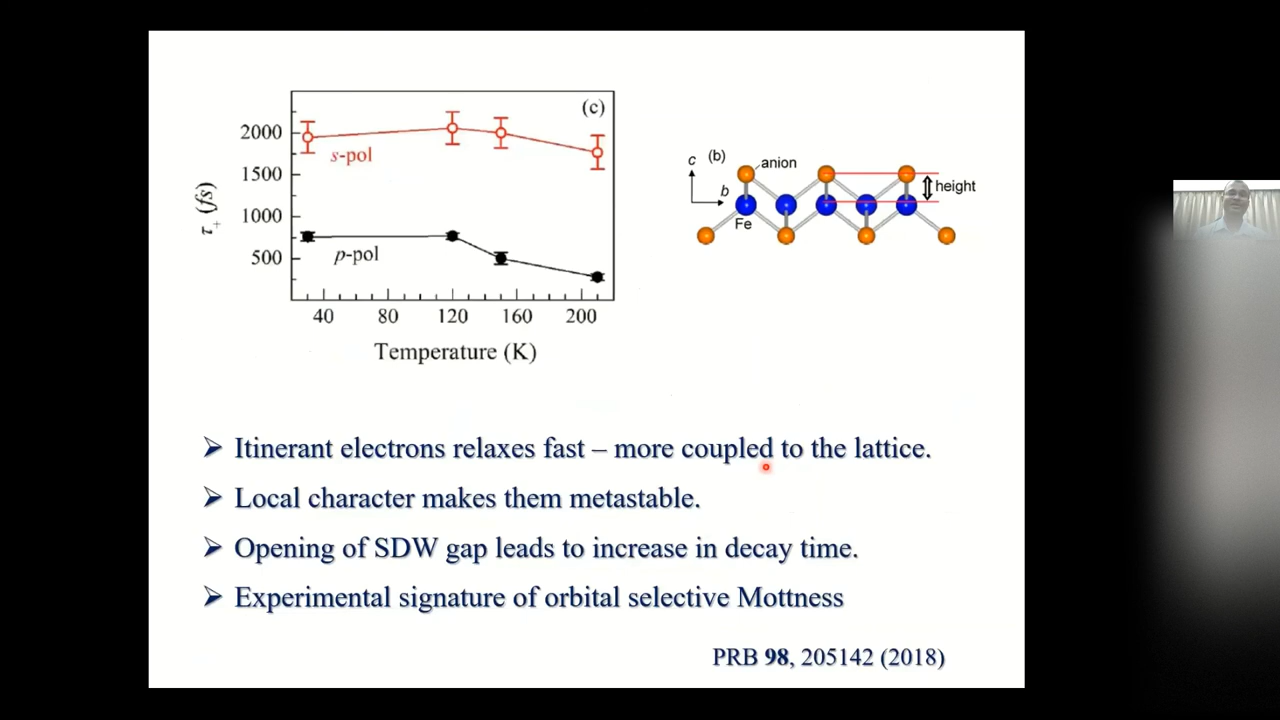 (c)
2000
1500
1000
500
τ+ (fs)
s-pol
p-pol
40 80 120 160 200
Temperature (K)
c (b)
anion
b
height
Fe
➢ Itinerant electrons relaxes fast – more coupled to the lattice.
➢ Local character makes them metastable.
➢ Opening of SDW gap leads to increase in decay time.
➢ Experimental signature of orbital selective Mottness
PRB 98, 205142 (2018)